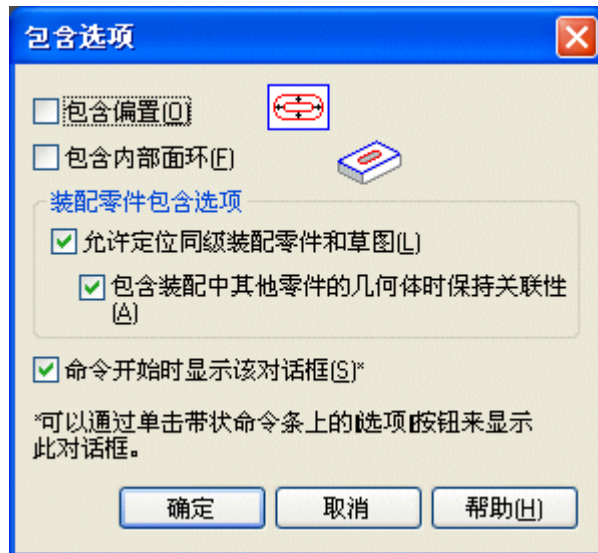 包含选项
包含偏置(O)
包含内部面环(F)
装配零件包含选项
允许定位同级装配零件和草图(L)
包含装配中其他零件的几何体时保持关联性
(A)
命令开始时显示该对话框(S)*
*可以通过单击带状命令条上的选项按钮来显示
此对话框。
确定
取消
帮助(H)